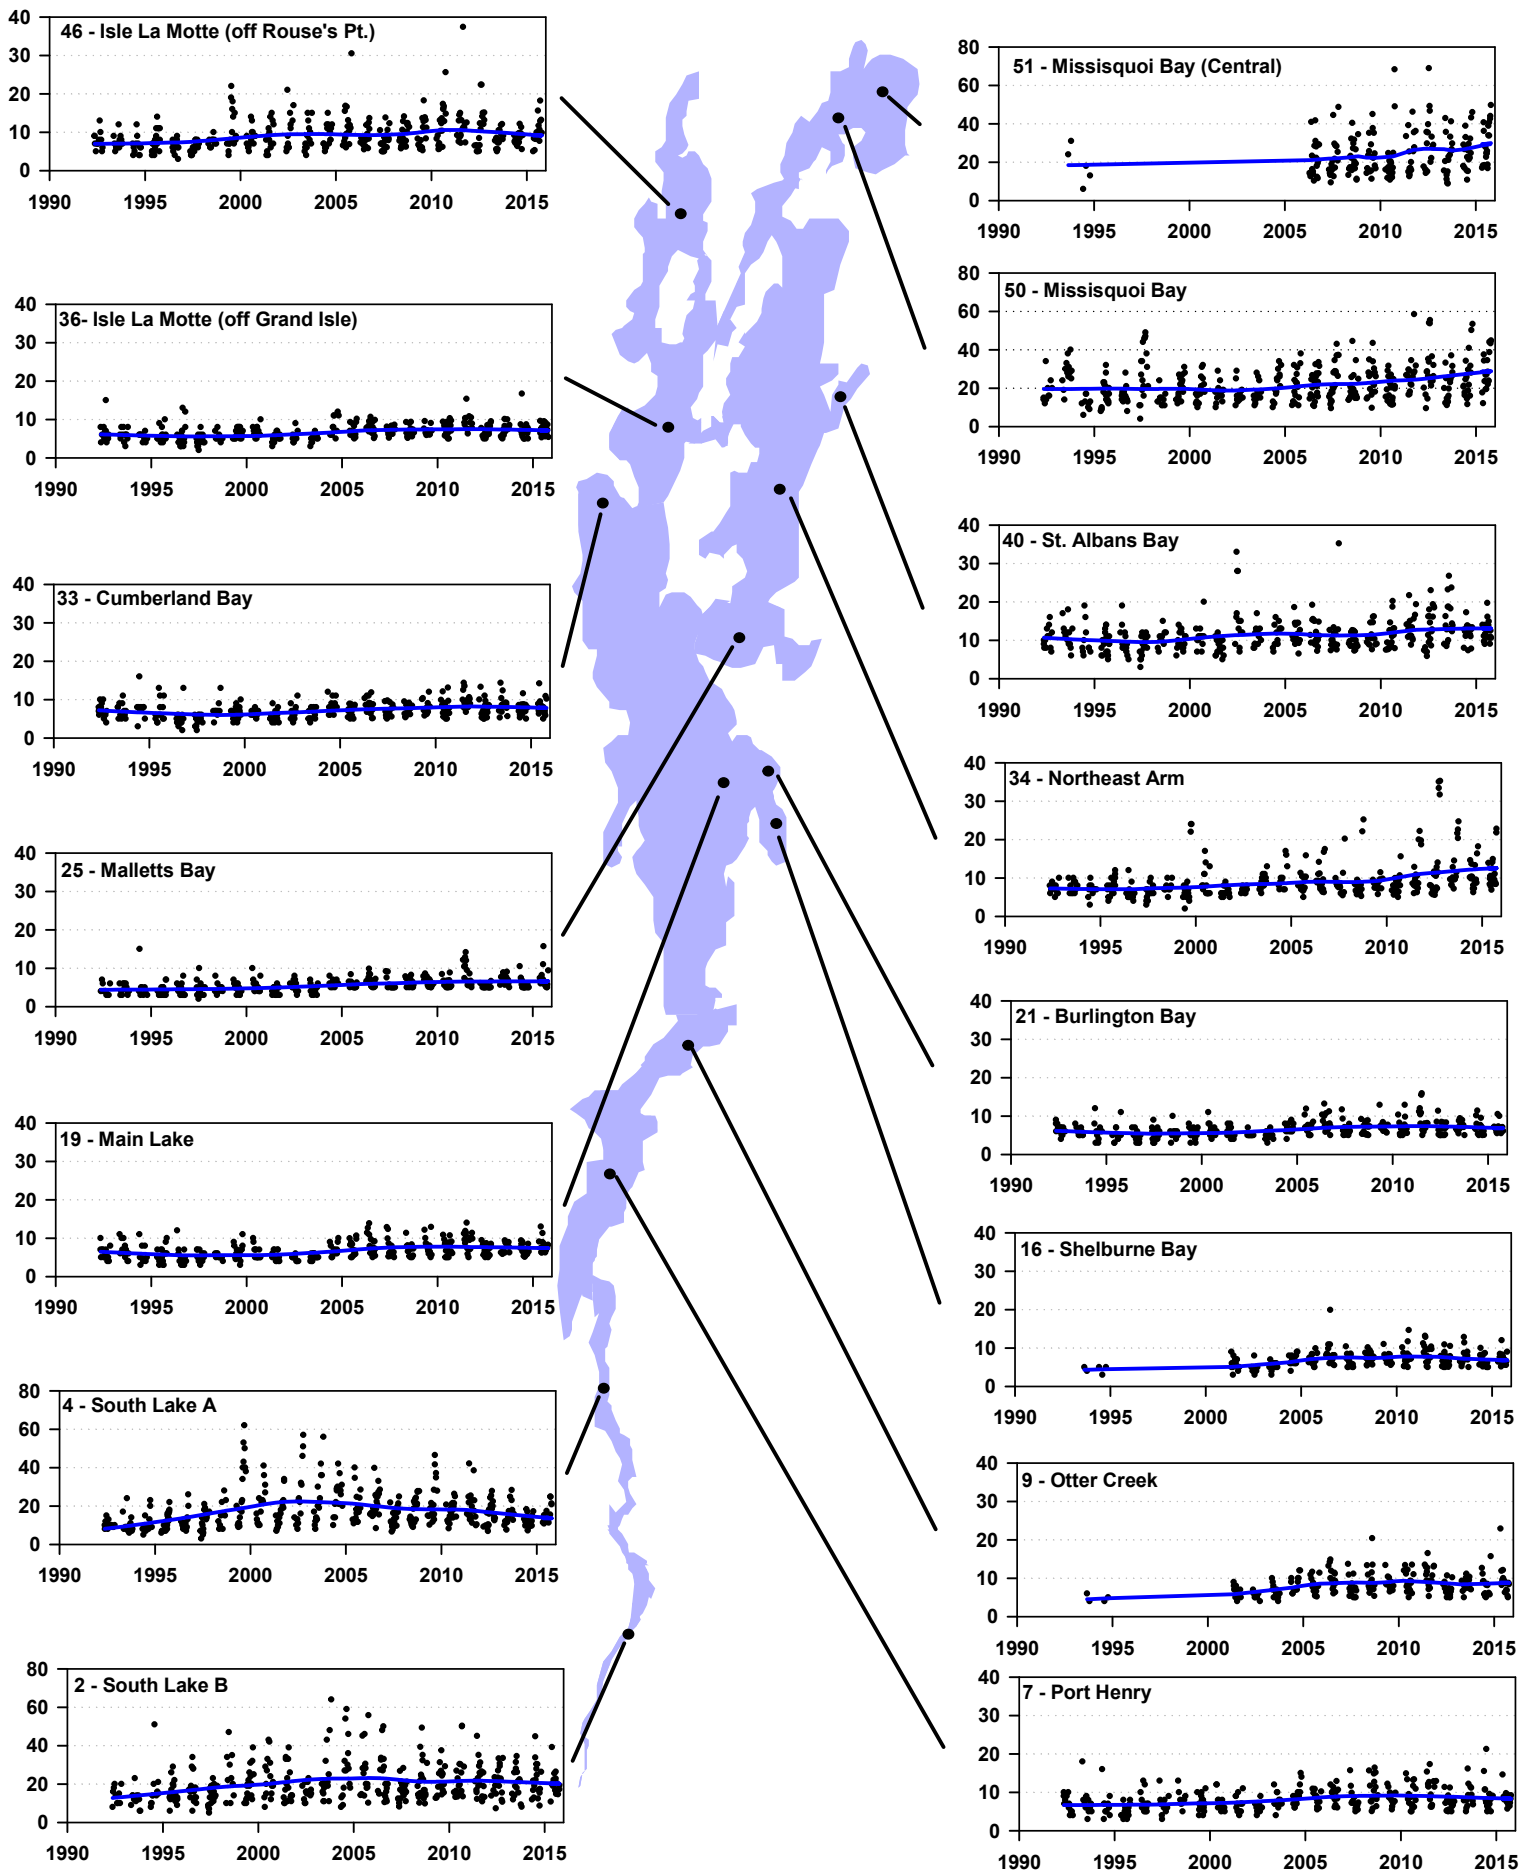 46 - Isle La Motte (off Rouse's Pt.)
40
30
20
10
0
1990 1995 2000 2005 2010 2015
36- Isle La Motte (off Grand Isle)
40
30
20
10
0
1990 1995 2000 2005 2010 2015
33 - Cumberland Bay
40
30
20
10
0
1990 1995 2000 2005 2010 2015
25 - Malletts Bay
40
30
20
10
0
1990 1995 2000 2005 2010 2015
19 - Main Lake
40
30
20
10
0
1990 1995 2000 2005 2010 2015
4 - South Lake A
80
60
40
20
0
1990 1995 2000 2005 2010 2015
2 - South Lake B
80
60
40
20
0
1990 1995 2000 2005 2010 2015
51 - Missisquoi Bay (Central)
80
60
40
20
0
1990 1995 2000 2005 2010 2015
50 - Missisquoi Bay
80
60
40
20
0
1990 1995 2000 2005 2010 2015
40 - St. Albans Bay
40
30
20
10
0
1990 1995 2000 2005 2010 2015
34 - Northeast Arm
40
30
20
10
0
1990 1995 2000 2005 2010 2015
21 - Burlington Bay
40
30
20
10
0
1990 1995 2000 2005 2010 2015
16 - Shelburne Bay
40
30
20
10
0
1990 1995 2000 2005 2010 2015
9 - Otter Creek
40
30
20
10
0
1990 1995 2000 2005 2010 2015
7 - Port Henry
40
30
20
10
0
1990 1995 2000 2005 2010 2015